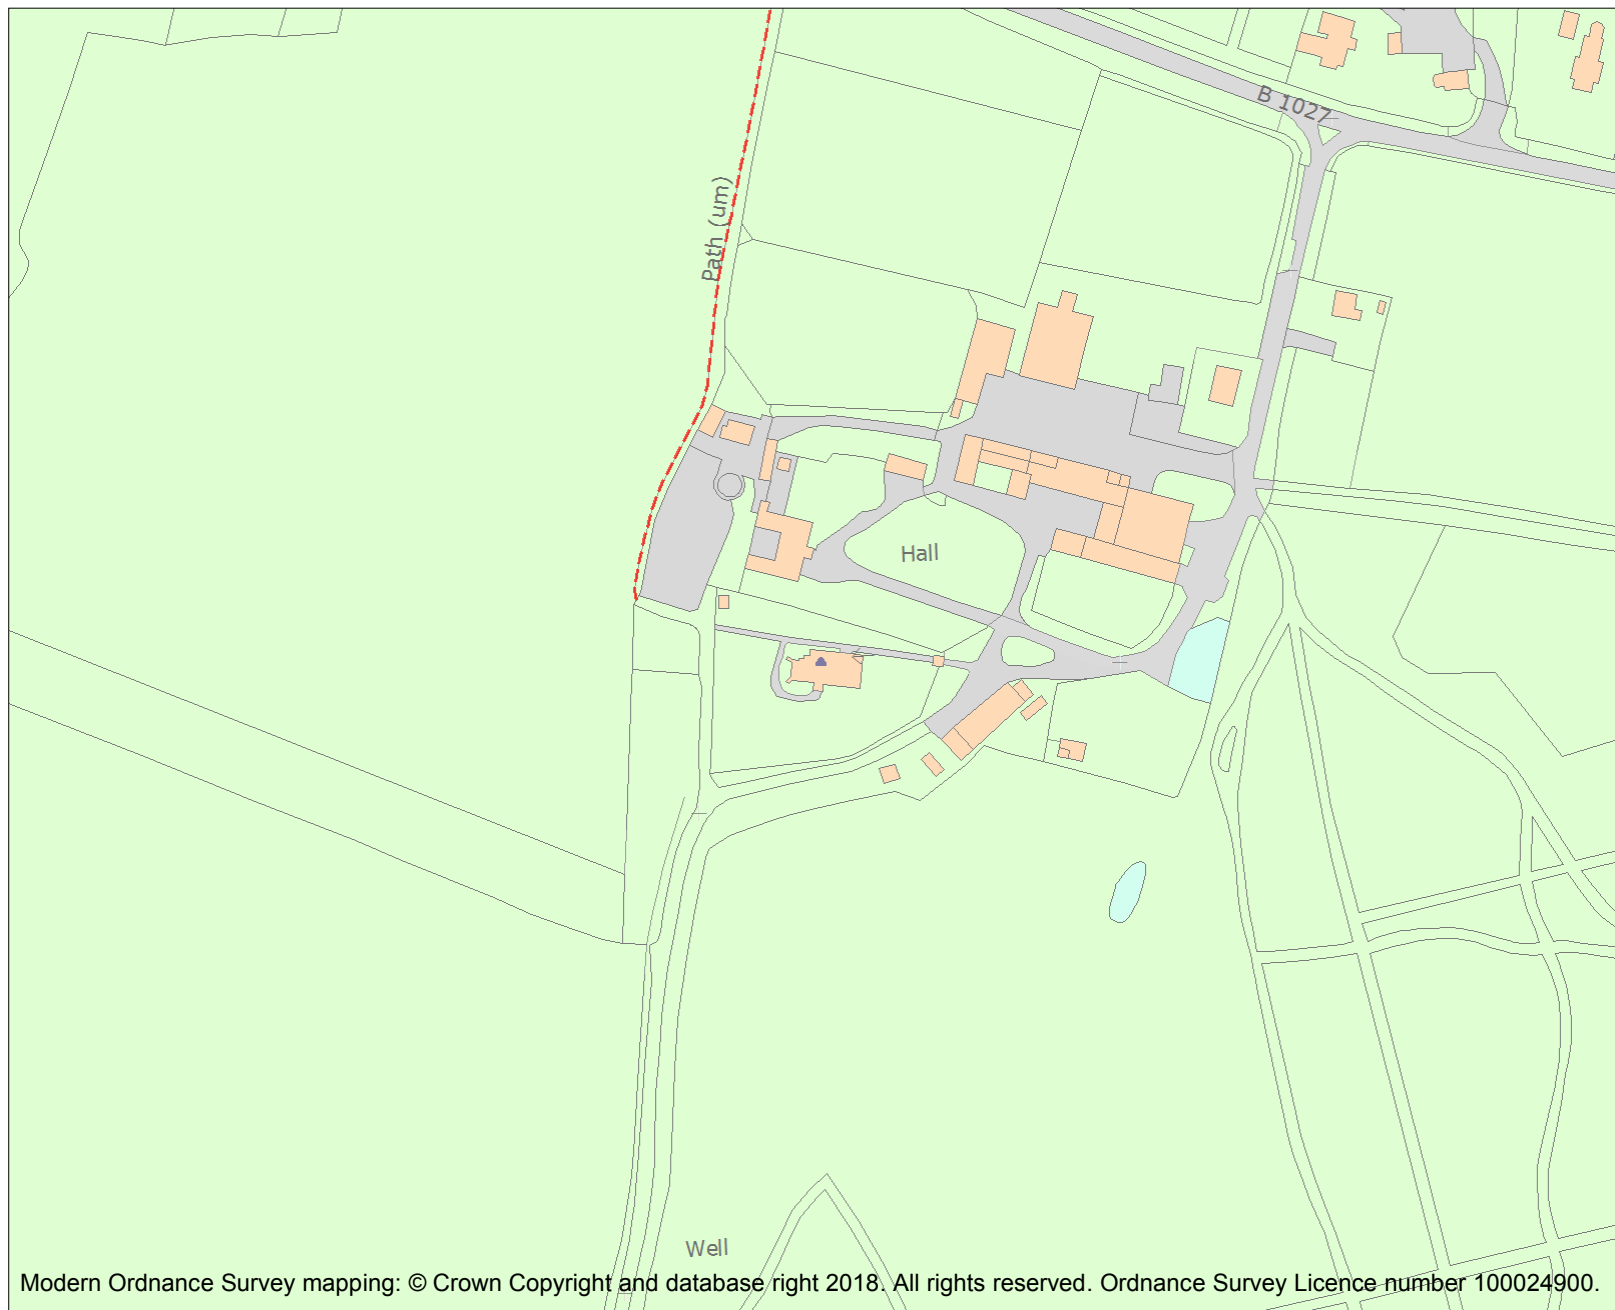 B 1027
Path (um)
Hall
Well
Modern Ordnance Survey mapping: © Crown Copyright and database right 2018. All rights reserved. Ordnance Survey Licence number 100024900.